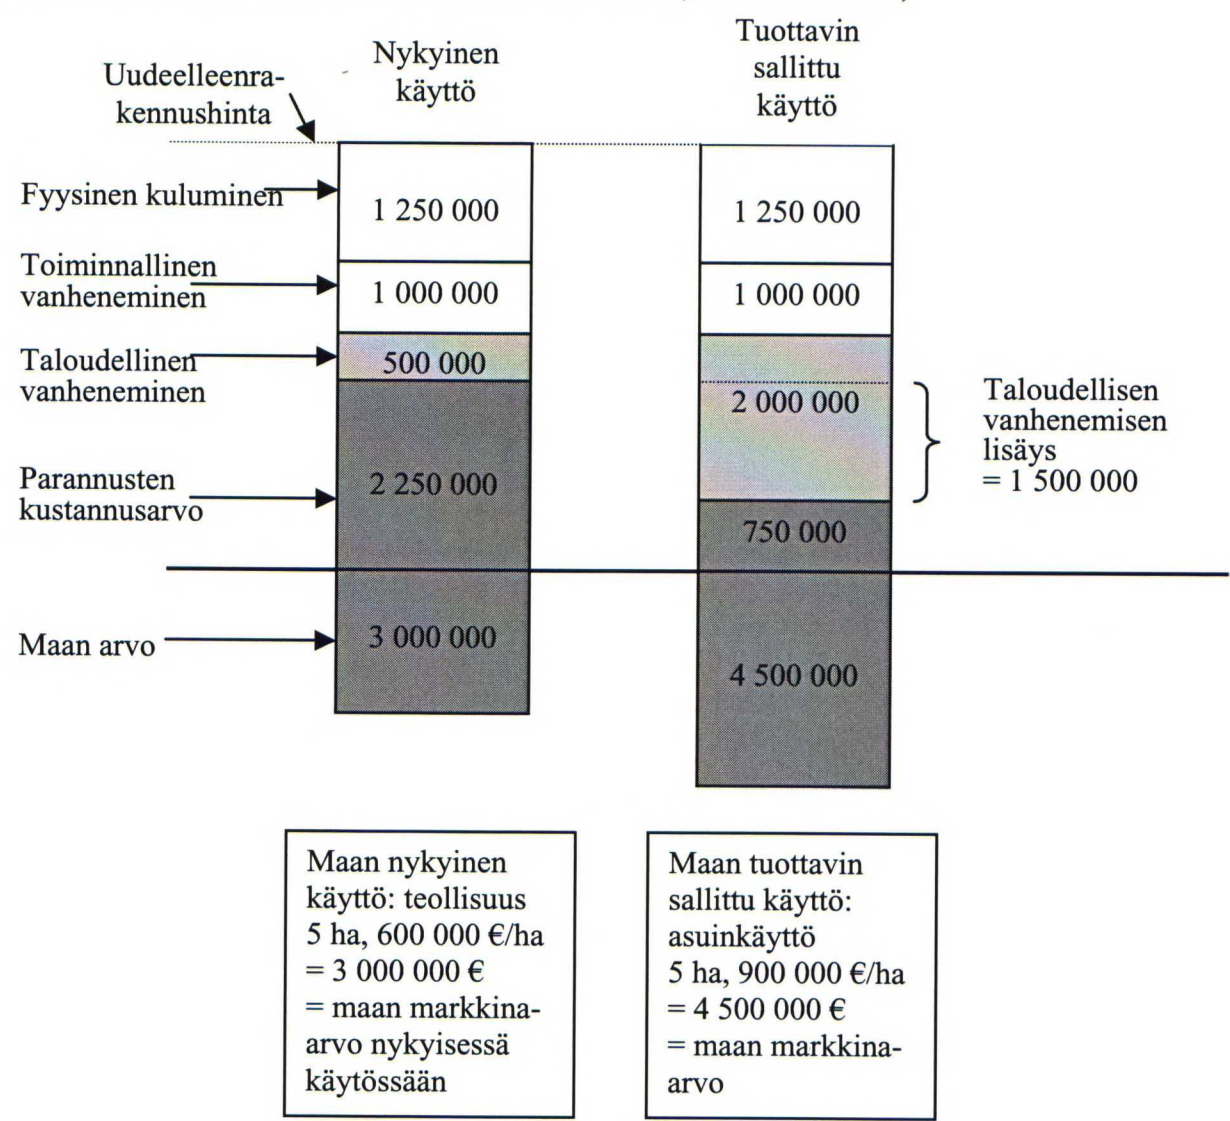 Nykyinen
käyttö
Tuottavin
sallittu
käyttö
Uudeelleenra-
kennushinta
Fyysinen kuluminen
1 250 000
1 250 000
Toiminnallinen
vanheneminen
1 000 000
1 000 000
Taloudellinen
vanheneminen
500 000
2 000 000
Taloudellisen
vanhenemisen
lisäys
= 1 500 000
Parannusten
kustannusarvo
2 250 000
750 000
Maan arvo
3 000 000
4 500 000
Maan nykyinen
käyttö: teollisuus
5 ha, 600 000 €/ha
= 3 000 000 €
= maan markkina-
arvo nykyisessä
käytössään
Maan tuottavin
sallittu käyttö:
asuinkäyttö
5 ha, 900 000 €/ha
= 4 500 000 €
= maan markkina-
arvo